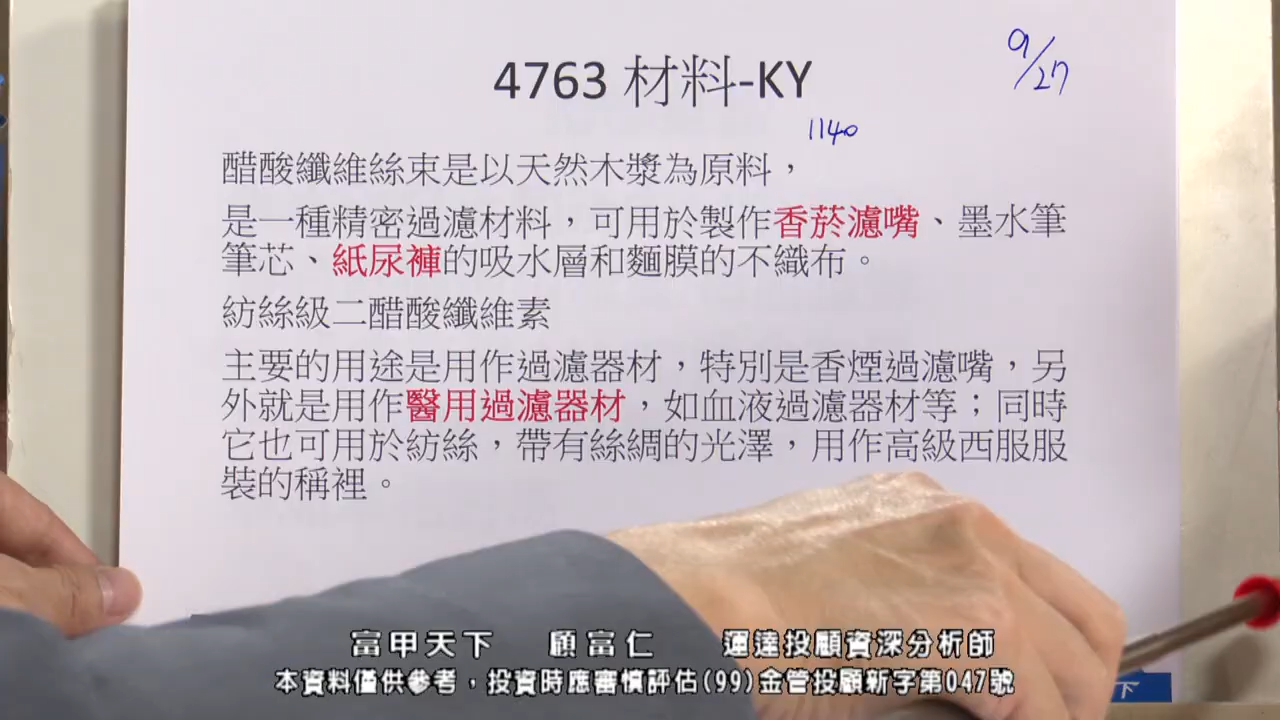 9/27
4763 材料-KY
1140
醋酸纖維絲束是以天然木漿為原料，
是一種精密過濾材料，可用於製作香菸濾嘴、墨水筆
筆芯、紙尿褲的吸水層和麵膜的不織布。
紡絲級二醋酸纖維素
主要的用途是用作過濾器材，特別是香煙過濾嘴，另
外就是用作醫用過濾器材，如血液過濾器材等；同時
它也可用於紡絲，帶有絲綢的光澤，用作高級西服服
裝的稱裡。
富甲天下 顧富仁 運達投顧資深分析師
本資料僅供參考，投資時應審慎評估(99)金管投顧新字第047號
下